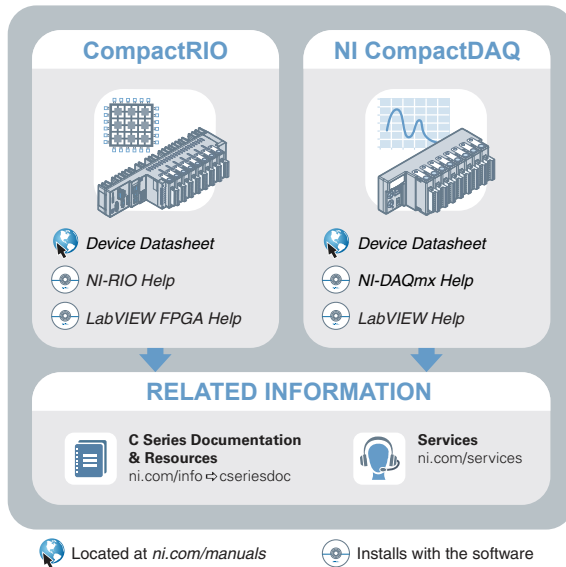 CompactRIO
Device Datasheet
NI-RIO Help
LabVIEW FPGA Help
NI CompactDAQ
Device Datasheet
NI-DAQmx Help
LabVIEW Help
RELATED INFORMATION
C Series Documentation
& Resources
ni.com/info ⇨ cseriesdoc
Services
ni.com/services
Located at ni.com/manuals
Installs with the software